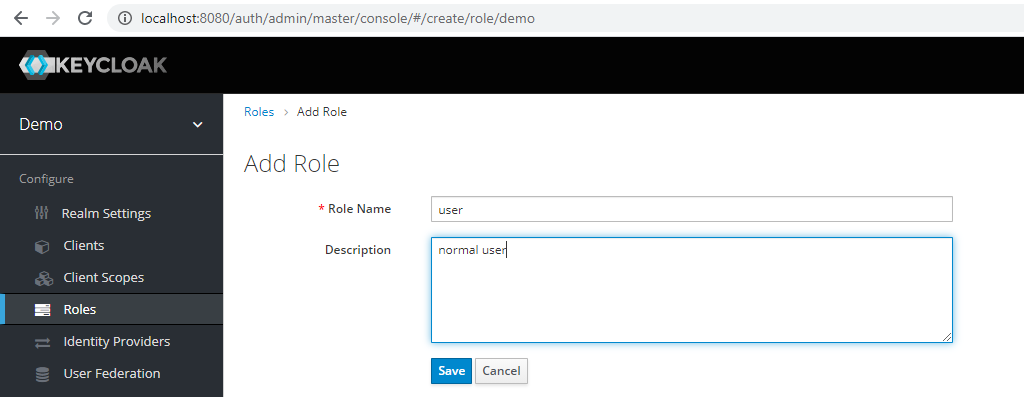 localhost:8080/auth/admin/master/console/#/create/role/demo
KEYCLOAK
Demo
Configure
Realm Settings
Clients
Client Scopes
Roles
Identity Providers
User Federation
Roles > Add Role
Add Role
* Role Name user
Description normal user
Save Cancel